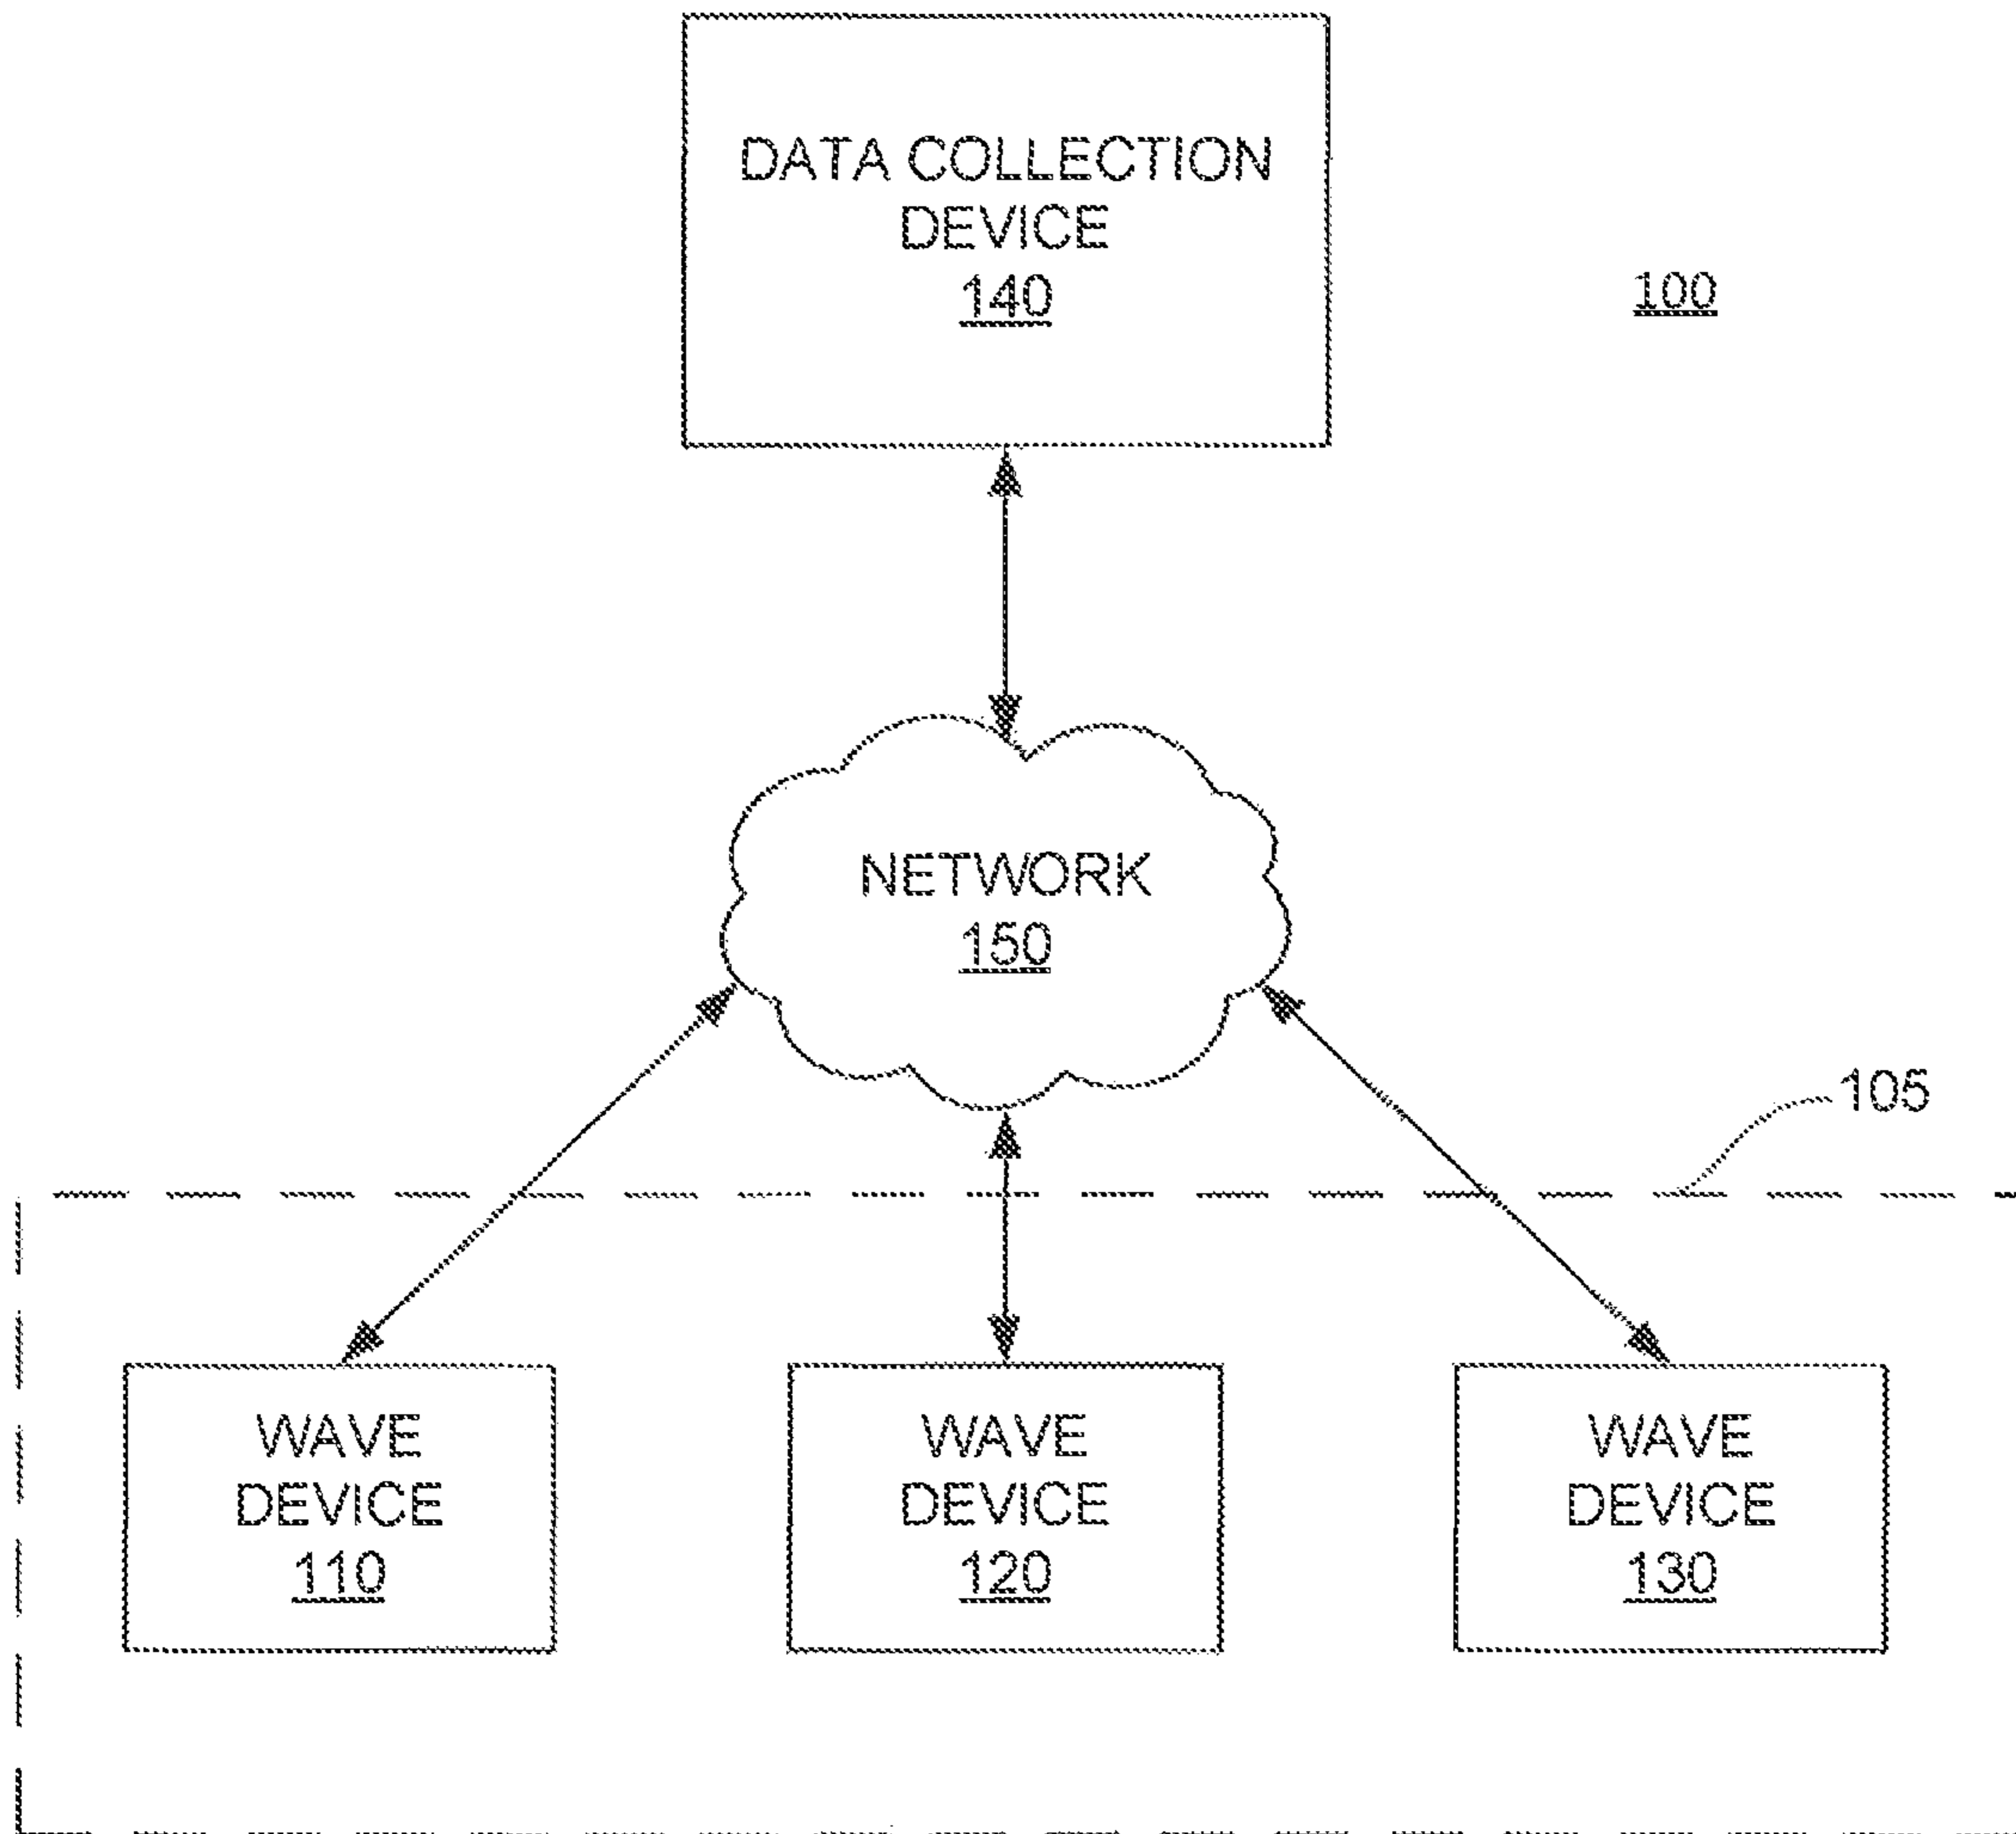 DATA COLLECTION
DEVICE
140
100
NETWORK
150
105
WAVE
DEVICE
110
WAVE
DEVICE
120
WAVE
DEVICE
130